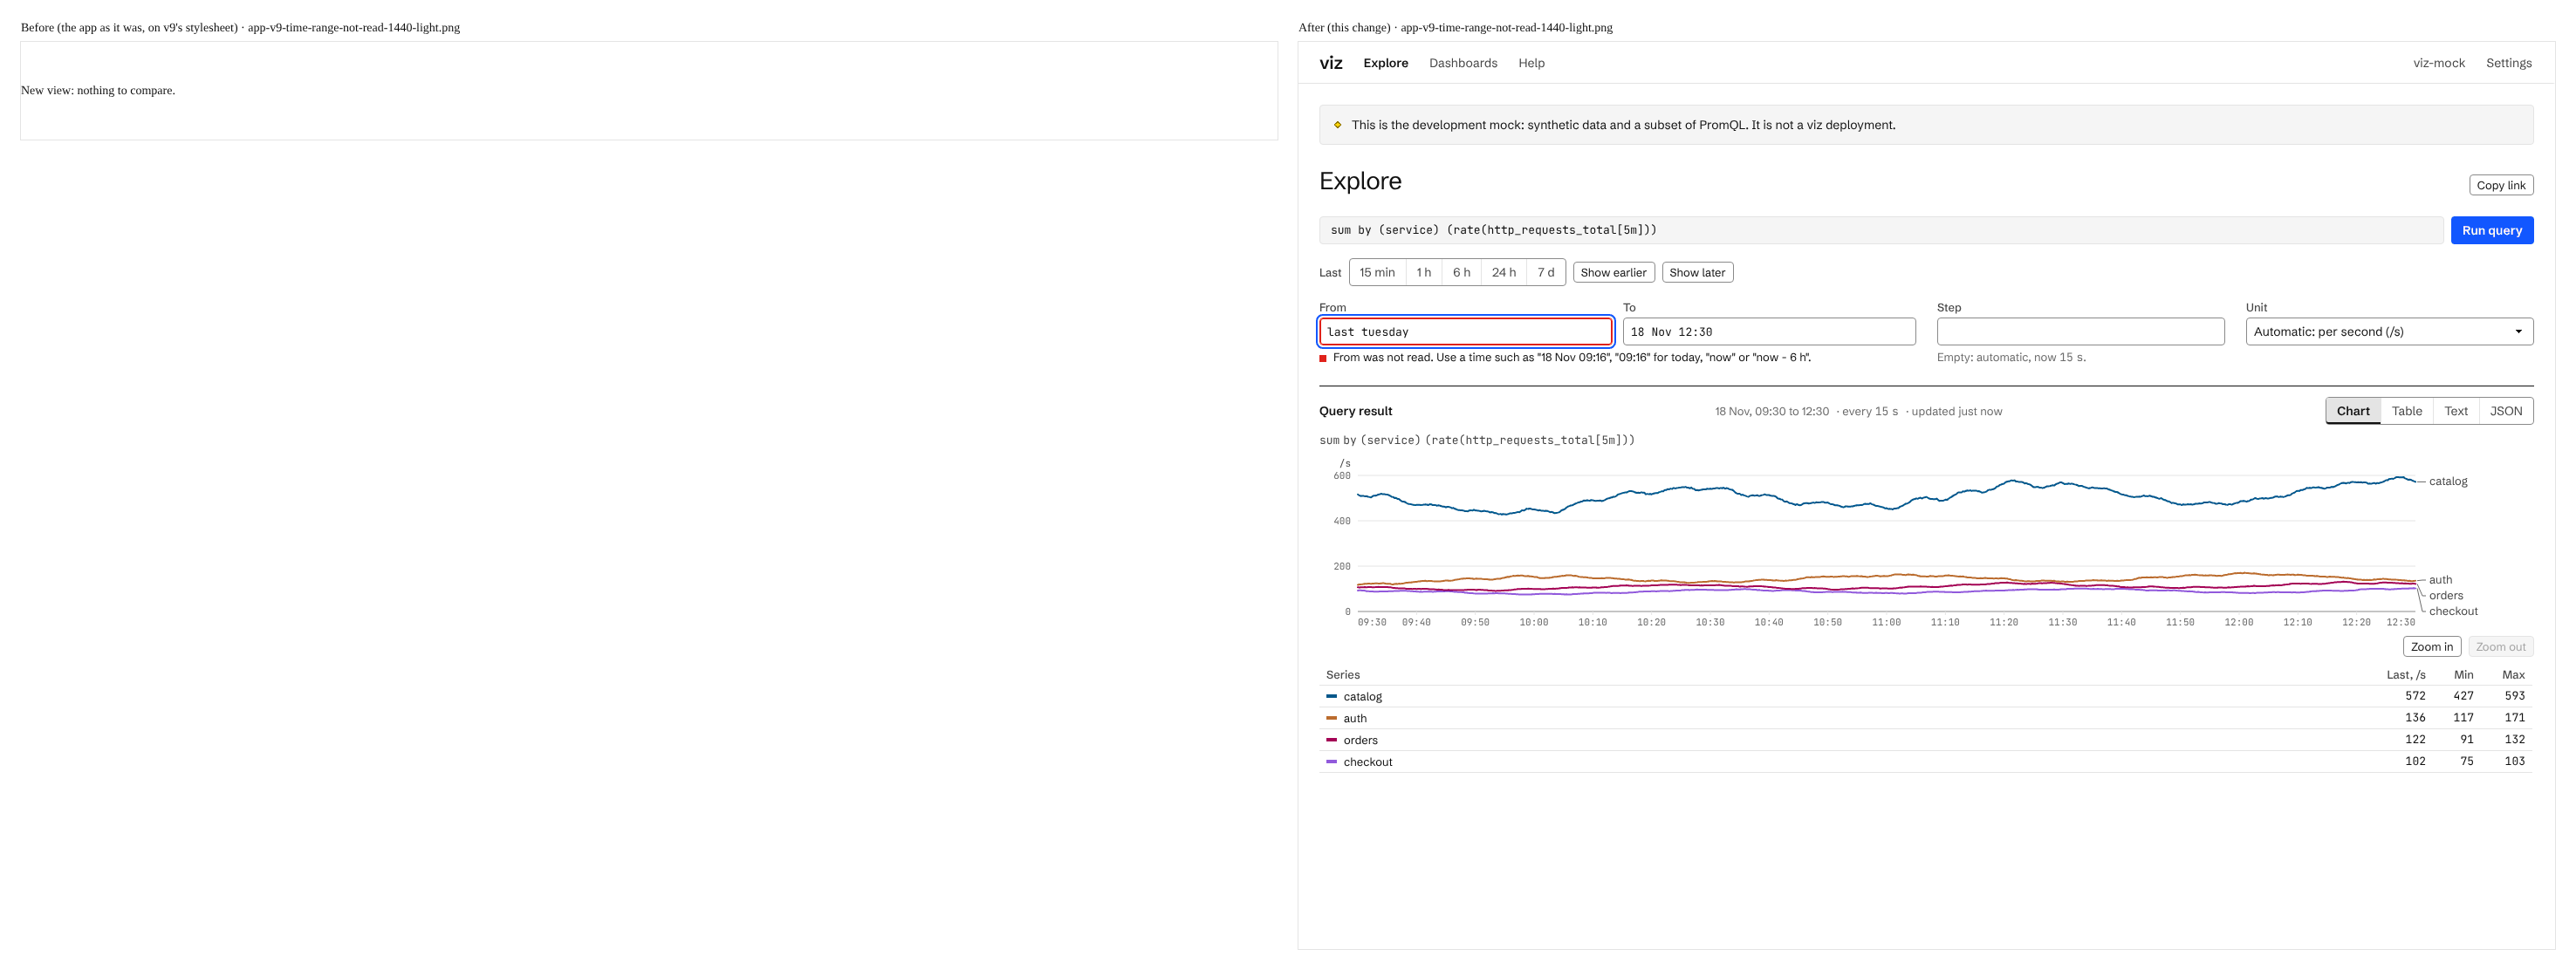 Before (the app as it was, on v9's stylesheet) · app-v9-time-range-not-read-1440-light.png
New view: nothing to compare.
After (this change) · app-v9-time-range-not-read-1440-light.png
viz Explore Dashboards Help viz-mock Settings
This is the development mock: synthetic data and a subset of PromQL. It is not a viz deployment.
Explore
Copy link
sum by (service) (rate(http_requests_total[5m]))
Run query
Last 15 min 1 h 6 h 24 h 7 d Show earlier Show later
From To Step Unit
last tuesday 18 Nov 12:30 Automatic: per second (/s)
From was not read. Use a time such as "18 Nov 09:16", "09:16" for today, "now" or "now - 6 h". Empty: automatic, now 15 s.
Query result 18 Nov, 09:30 to 12:30 · every 15 s · updated just now Chart Table Text JSON
sum by (service) (rate(http_requests_total[5m]))
/s
600
catalog
400
200
auth
orders
0 checkout
09:30 09:40 09:50 10:00 10:10 10:20 10:30 10:40 10:50 11:00 11:10 11:20 11:30 11:40 11:50 12:00 12:10 12:20 12:30
Zoom in Zoom out
Series Last, /s Min Max
catalog 572 427 593
auth 136 117 171
orders 122 91 132
checkout 102 75 103